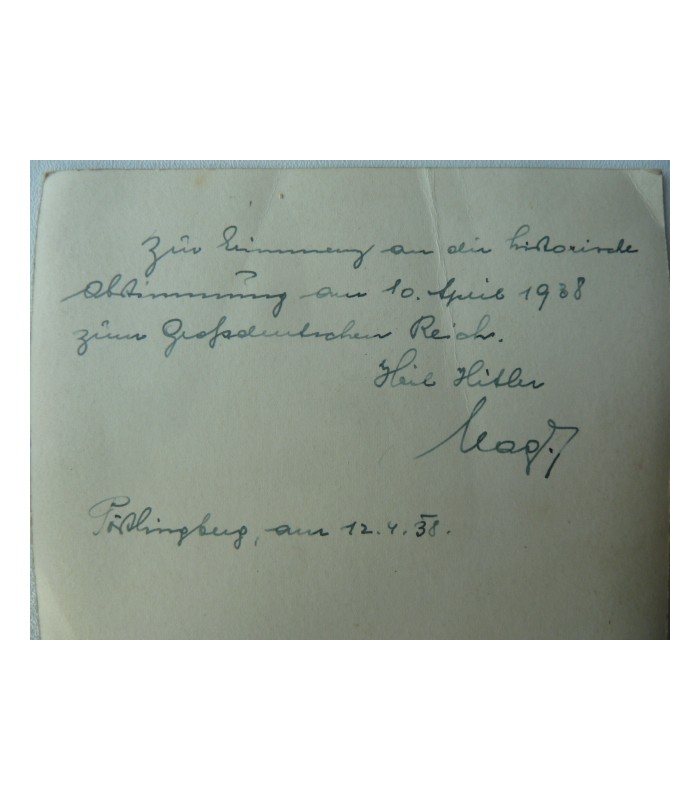 Zur Erinnerung an die historische
Abstimmung am 10. April 1938
zum Großdeutschen Reich.
Heil Hitler
Pöstlingberg, am 12.4.38.